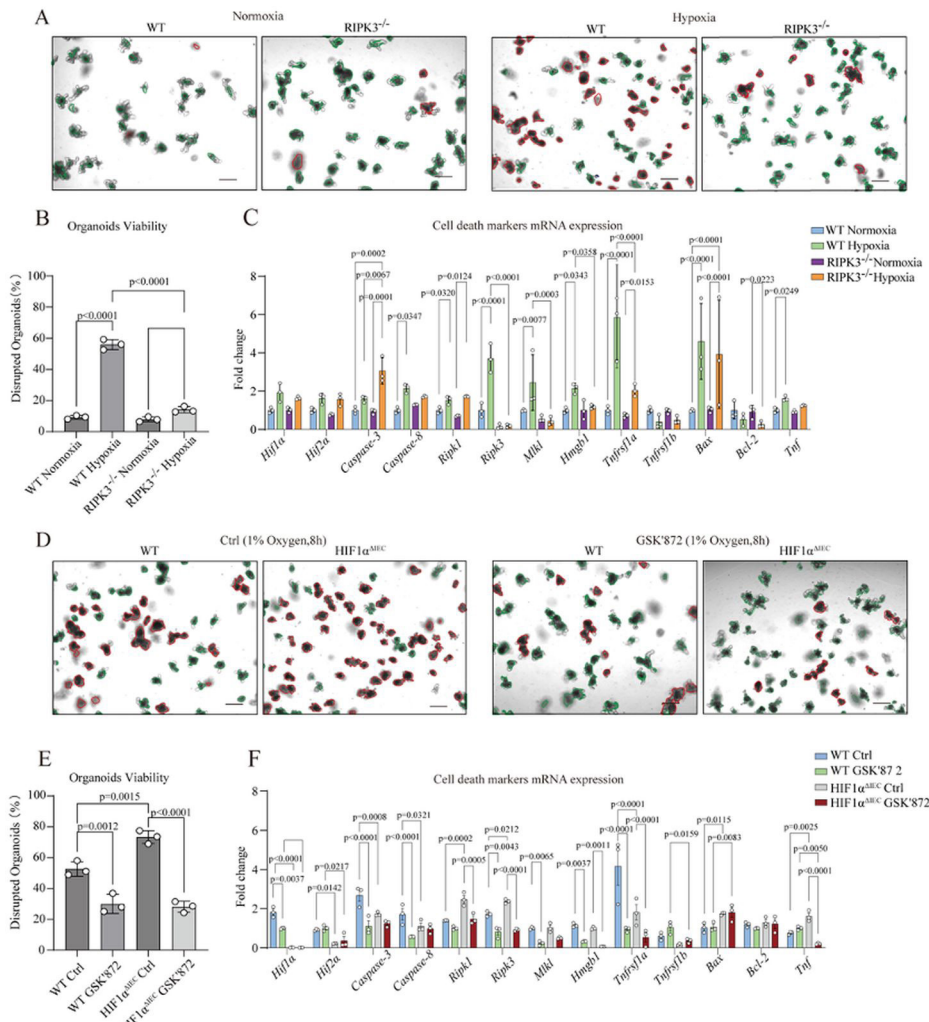 A
Normoxia
WT
RIPK3-/-
Hypoxia
WT
RIPK3-/-
B
Organoids Viability
Disrupted Organoids(%)
100
80
60
40
20
0
p<0.0001
p<0.0001
WT Normoxia
WT Hypoxia
RIPK3-/- Normoxia
RIPK3-/- Hypoxia
C
Cell death markers mRNA expression
WT Normoxia
WT Hypoxia
RIPK3-/-Normoxia
RIPK3-/-Hypoxia
Fold change
8
6
4
2
0
p=0.0002
p=0.0067
p<0.0001
p=0.0347
p=0.0124
p=0.0320
p<0.0001
p<0.0001
p=0.0003
p=0.0077
p=0.0358
p=0.0343
p<0.0001
p<0.0001
p=0.0153
p<0.0001
p<0.0001
p<0.0001
p=0.0223
p=0.0249
Hif1a
Hif2a
Caspase-3
Caspase-8
Ripk1
Ripk3
Mlkl
Hmgb1
Tnfrsf1a
Tnfrsf1b
Bax
Bcl-2
Tnf
D
Ctrl (1% Oxygen,8h)
WT
HIF1αΔIEC
GSK'872 (1% Oxygen,8h)
WT
HIF1αΔIEC
E
Organoids Viability
Disrupted Organoids (%)
100
80
60
40
20
0
p=0.0015
p=0.0012
p<0.0001
WT Ctrl
WT GSK'872
HIF1αΔIEC Ctrl
IF1αΔIEC GSK'872
F
Cell death markers mRNA expression
WT Ctrl
WT GSK'87 2
HIF1αΔIEC Ctrl
HIF1αΔIEC GSK'872
Fold change
8
4
2
0
p<0.0001
p=0.0037
p=0.0217
p=0.0142
p=0.0008
p<0.0001
p=0.0321
p<0.0001
p=0.0002
p=0.0005
p=0.0212
p=0.0043
p<0.0001
p=0.0065
p=0.0011
p=0.0037
p<0.0001
p<0.0001
p<0.0001
p=0.0159
p=0.0115
p=0.0083
p=0.0025
p=0.0050
p<0.0001
Hif1a
Hif2a
Caspase-3
Caspase-8
Ripk1
Ripk3
Mlkl
Hmgb1
Tnfrsf1a
Tnfrsf1b
Bax
Bcl-2
Tnf